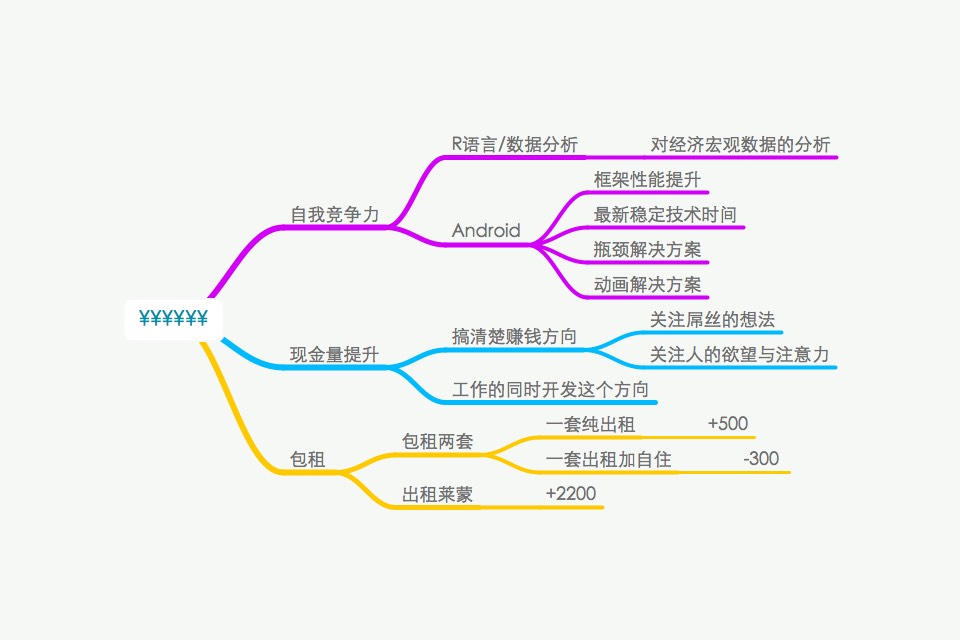 ¥¥¥¥¥¥
自我竞争力
R语言/数据分析
对经济宏观数据的分析
Android
框架性能提升
最新稳定技术时间
瓶颈解决方案
动画解决方案
现金量提升
搞清楚赚钱方向
关注屌丝的想法
关注人的欲望与注意力
工作的同时开发这个方向
包租
包租两套
一套纯出租
+500
一套出租加自住
-300
出租莱蒙
+2200